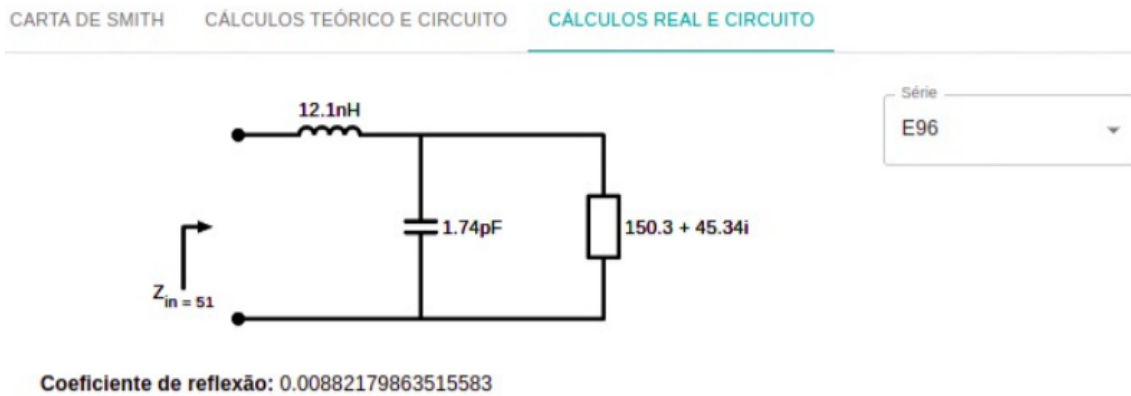 CARTA DE SMITH CÁLCULOS TEÓRICO E CIRCUITO CÁLCULOS REAL E CIRCUITO
Série
E96
12.1nH
1.74pF
150.3 + 45.34i
Zin = 51
Coeficiente de reflexão: 0.00882179863515583